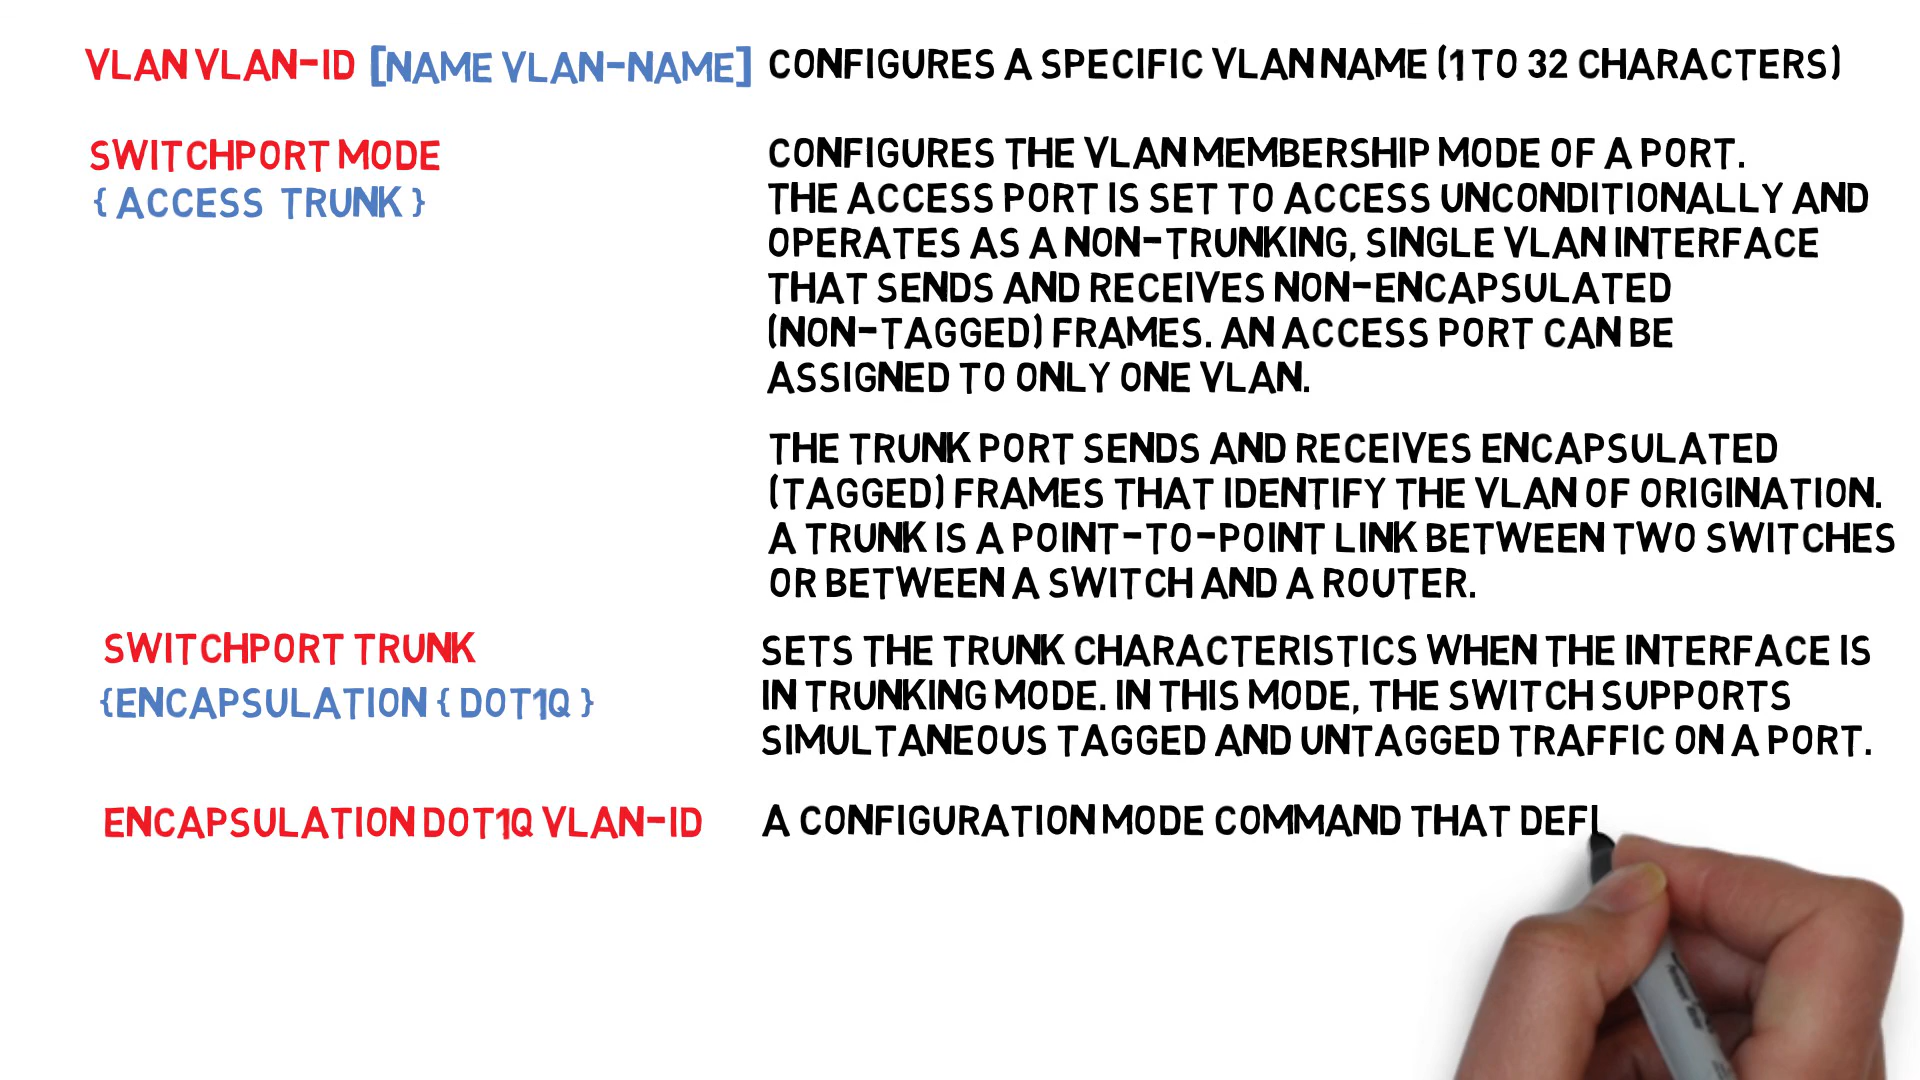 VLAN VLAN-ID [NAME VLAN-NAME] CONFIGURES A SPECIFIC VLAN NAME (1 TO 32 CHARACTERS)
SWITCHPORT MODE
{ ACCESS TRUNK }
CONFIGURES THE VLAN MEMBERSHIP MODE OF A PORT.
THE ACCESS PORT IS SET TO ACCESS UNCONDITIONALLY AND
OPERATES AS A NON-TRUNKING, SINGLE VLAN INTERFACE
THAT SENDS AND RECEIVES NON-ENCAPSULATED
(NON-TAGGED) FRAMES. AN ACCESS PORT CAN BE
ASSIGNED TO ONLY ONE VLAN.
THE TRUNK PORT SENDS AND RECEIVES ENCAPSULATED
(TAGGED) FRAMES THAT IDENTIFY THE VLAN OF ORIGINATION.
A TRUNK IS A POINT-TO-POINT LINK BETWEEN TWO SWITCHES
OR BETWEEN A SWITCH AND A ROUTER.
SWITCHPORT TRUNK
{ENCAPSULATION { DOT1Q }
SETS THE TRUNK CHARACTERISTICS WHEN THE INTERFACE IS
IN TRUNKING MODE. IN THIS MODE, THE SWITCH SUPPORTS
SIMULTANEOUS TAGGED AND UNTAGGED TRAFFIC ON A PORT.
ENCAPSULATION DOT1Q VLAN-ID A CONFIGURATION MODE COMMAND THAT DEFI